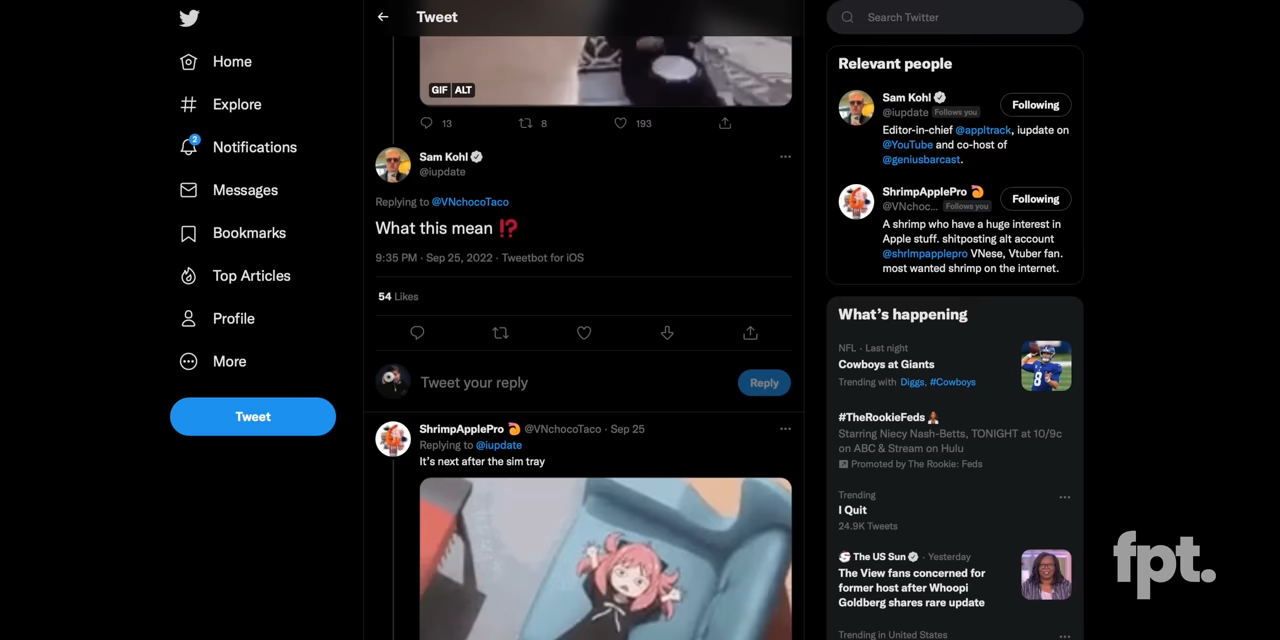 Home
Explore
2
Notifications
Messages
Bookmarks
Top Articles
Profile
More
Tweet
Tweet
GIF ALT
13 8 193
Sam Kohl
@iupdate
Replying to @VNchocoTaco
What this mean ⁉️
9:35 PM · Sep 25, 2022 · Tweetbot for iOS
54 Likes
Tweet your reply
Reply
ShrimpApplePro 🍤 @VNchocoTaco · Sep 25
Replying to @iupdate
It's next after the sim tray
Search Twitter
Relevant people
Sam Kohl
Following
@iupdate Follows you
Editor-in-chief @appltrack, iupdate on
@YouTube and co-host of
@geniusbarcast.
ShrimpApplePro 🍤
Following
@VNchoc... Follows you
A shrimp who have a huge interest in
Apple stuff. shitposting alt account
@shrlmpapplepro VNese, Vtuber fan.
most wanted shrimp on the internet.
What's happening
NFL · Last night
Cowboys at Giants
Trending with Diggs, #Cowboys
8
#TheRookieFeds
Starring Niecy Nash-Betts, TONIGHT at 10/9c
on ABC & Stream on Hulu
Promoted by The Rookie: Feds
Trending
I Quit
24.9K Tweets
The US Sun · Yesterday
The View fans concerned for
former host after Whoopi
Goldberg shares rare update
Trending in United States
fpt.